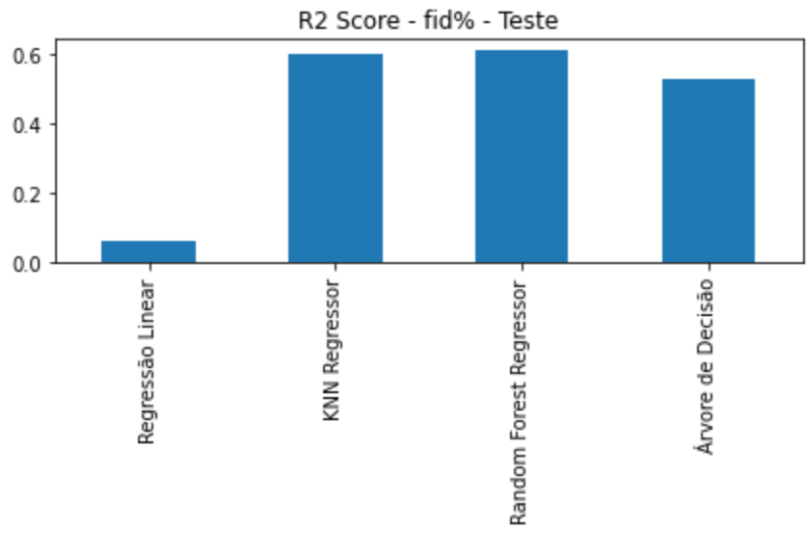 R2 Score - fid% - Teste
0.6
0.4
0.2
0.0
Regressão Linear
KNN Regressor
Random Forest Regressor
Árvore de Decisão